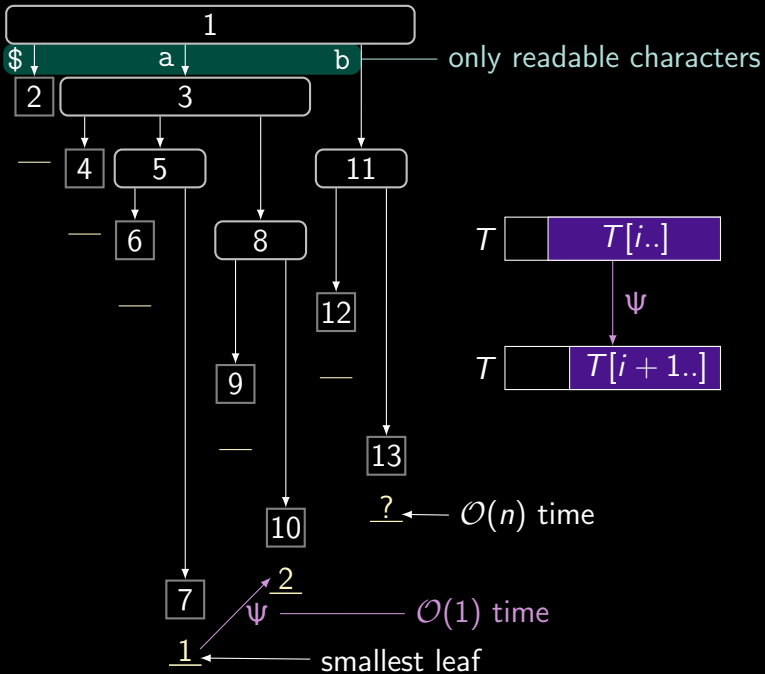 1
$ a b only readable characters
2 3
4 5 11
6 8 T T[i..]
12 Ψ
9 T T[i + 1..]
13
? O(n) time
10
2
7 Ψ O(1) time
1 smallest leaf